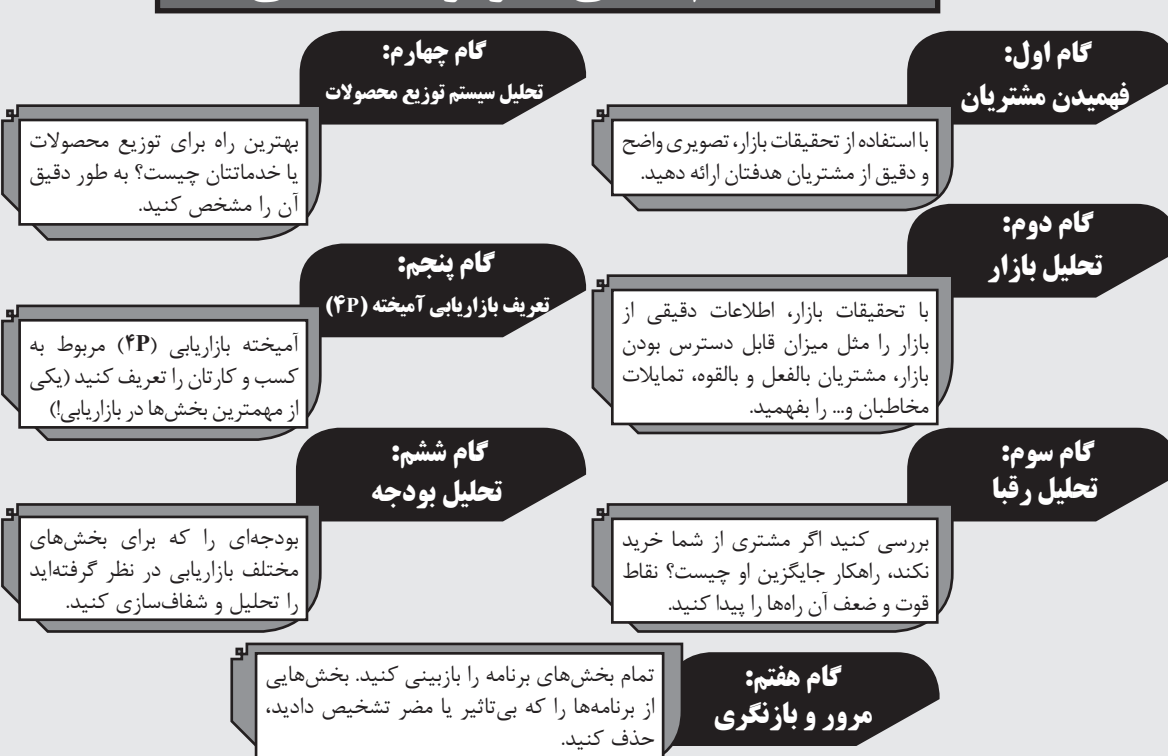 گام اول:
فهمیدن مشتریان
با استفاده از تحقیقات بازار، تصویری واضح
و دقیق از مشتریان هدفتان ارائه دهید.
گام دوم:
تحلیل بازار
با تحقیقات بازار، اطلاعات دقیقی از
بازار را مثل میزان قابل دسترس بودن
بازار، مشتریان بالفعل و بالقوه، تمایلات
مخاطبان و... را بفهمید.
گام سوم:
تحلیل رقبا
بررسی کنید اگر مشتری از شما خرید
نکند، راهکار جایگزین او چیست؟ نقاط
قوت و ضعف آن راه‌ها را پیدا کنید.
گام چهارم:
تحلیل سیستم توزیع محصولات
بهترین راه برای توزیع محصولات
یا خدماتتان چیست؟ به طور دقیق
آن را مشخص کنید.
گام پنجم:
تعریف بازاریابی آمیخته (۴P)
آمیخته بازاریابی (۴P) مربوط به
کسب و کارتان را تعریف کنید (یکی
از مهمترین بخش‌ها در بازاریابی!)
گام ششم:
تحلیل بودجه
بودجه‌ای را که برای بخش‌های
مختلف بازاریابی در نظر گرفته‌اید
را تحلیل و شفاف‌سازی کنید.
گام هفتم:
مرور و بازنگری
تمام بخش‌های برنامه را بازبینی کنید. بخش‌هایی
از برنامه‌ها را که بی‌تاثیر یا مضر تشخیص دادید،
حذف کنید.